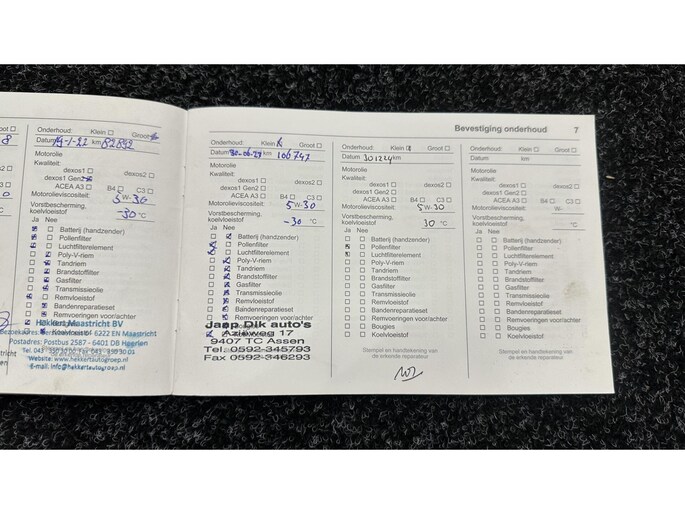 Bevestiging onderhoud 7
Groot
Onderhoud: Klein Groot
Datum 19-1-22 km 82892
Motorolie
Kwaliteit:
dexos1 dexos2
dexos1 Gen2
ACEA A3 B4 C3
Motorolieviscositeit: 5 W-30
Vorstbescherming,
koelvloeistof -30 °C
Ja Nee
Batterij (handzender)
Pollenfilter
Luchtfilterelement
Poly-V-riem
Tandriem
Brandstoffilter
Gasfilter
Transmissieolie
Remvloeistof
Bandenreparatieset
Hekkert Maastricht BV
6222 EN Maastricht
Postadres: Postbus 2587 - 6401 DB Heerlen
Website: www.hekkertautogroep.nl
E-mail: info@hekkertautogroep.nl
Onderhoud: Klein Groot
Datum 30-06-23 km 106747
Motorolie
Kwaliteit:
dexos1 dexos2
dexos1 Gen2
ACEA A3 B4 C3
Motorolieviscositeit: 5 W-30
Vorstbescherming,
koelvloeistof -30 °C
Ja Nee
Batterij (handzender)
Pollenfilter
Luchtfilterelement
Poly-V-riem
Tandriem
Brandstoffilter
Gasfilter
Transmissieolie
Remvloeistof
Bandenreparatieset
Remvoeringen voor/achter
Jaap Dik auto's
17
9407 TC Assen
Tel. 0592-345793
Fax 0592-346293
Onderhoud: Klein Groot
Datum 301224 km
Motorolie
Kwaliteit:
dexos1 dexos2
dexos1 Gen2
ACEA A3 B4 C3
Motorolieviscositeit: 5 W-30
Vorstbescherming,
koelvloeistof 30 °C
Ja Nee
Batterij (handzender)
Pollenfilter
Luchtfilterelement
Poly-V-riem
Tandriem
Brandstoffilter
Gasfilter
Transmissieolie
Remvloeistof
Bandenreparatieset
Remvoeringen voor/achter
Bougies
Koelvloeistof
Stempel en handtekening van
de erkende reparateur
Onderhoud: Klein Groot
Datum km
Motorolie
Kwaliteit:
dexos1 dexos2
dexos1 Gen2
ACEA A3 B4 C3
Motorolieviscositeit: W-
Vorstbescherming,
koelvloeistof °C
Ja Nee
Batterij (handzender)
Pollenfilter
Luchtfilterelement
Poly-V-riem
Tandriem
Brandstoffilter
Gasfilter
Transmissieolie
Remvloeistof
Bandenreparatieset
Remvoeringen voor/achter
Bougies
Koelvloeistof
Stempel en handtekening van
de erkende reparateur